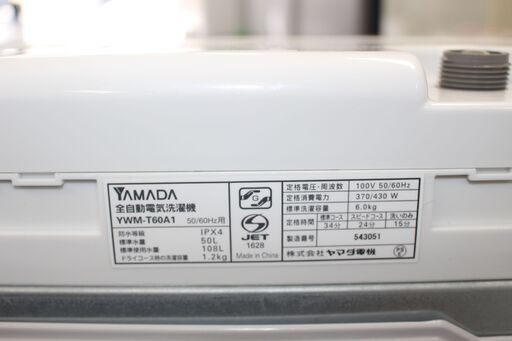 YAMADA
全自動電気洗濯機
YWM-T60A1 50/60Hz用
防水等級 IPX4
標準水量 50L
標準使用水量 108L
ドライコース時の洗濯容量 1.2kg
G
JET
1628
Made in China
定格電圧・周波数 100V 50/60Hz
定格消費電力 370/430 W
定格容量 6.0kg
定格時間 標準コース スピードコース 洗いのみ
34分 24分 15分
製造番号 543051
株式会社 ヤマダ電機